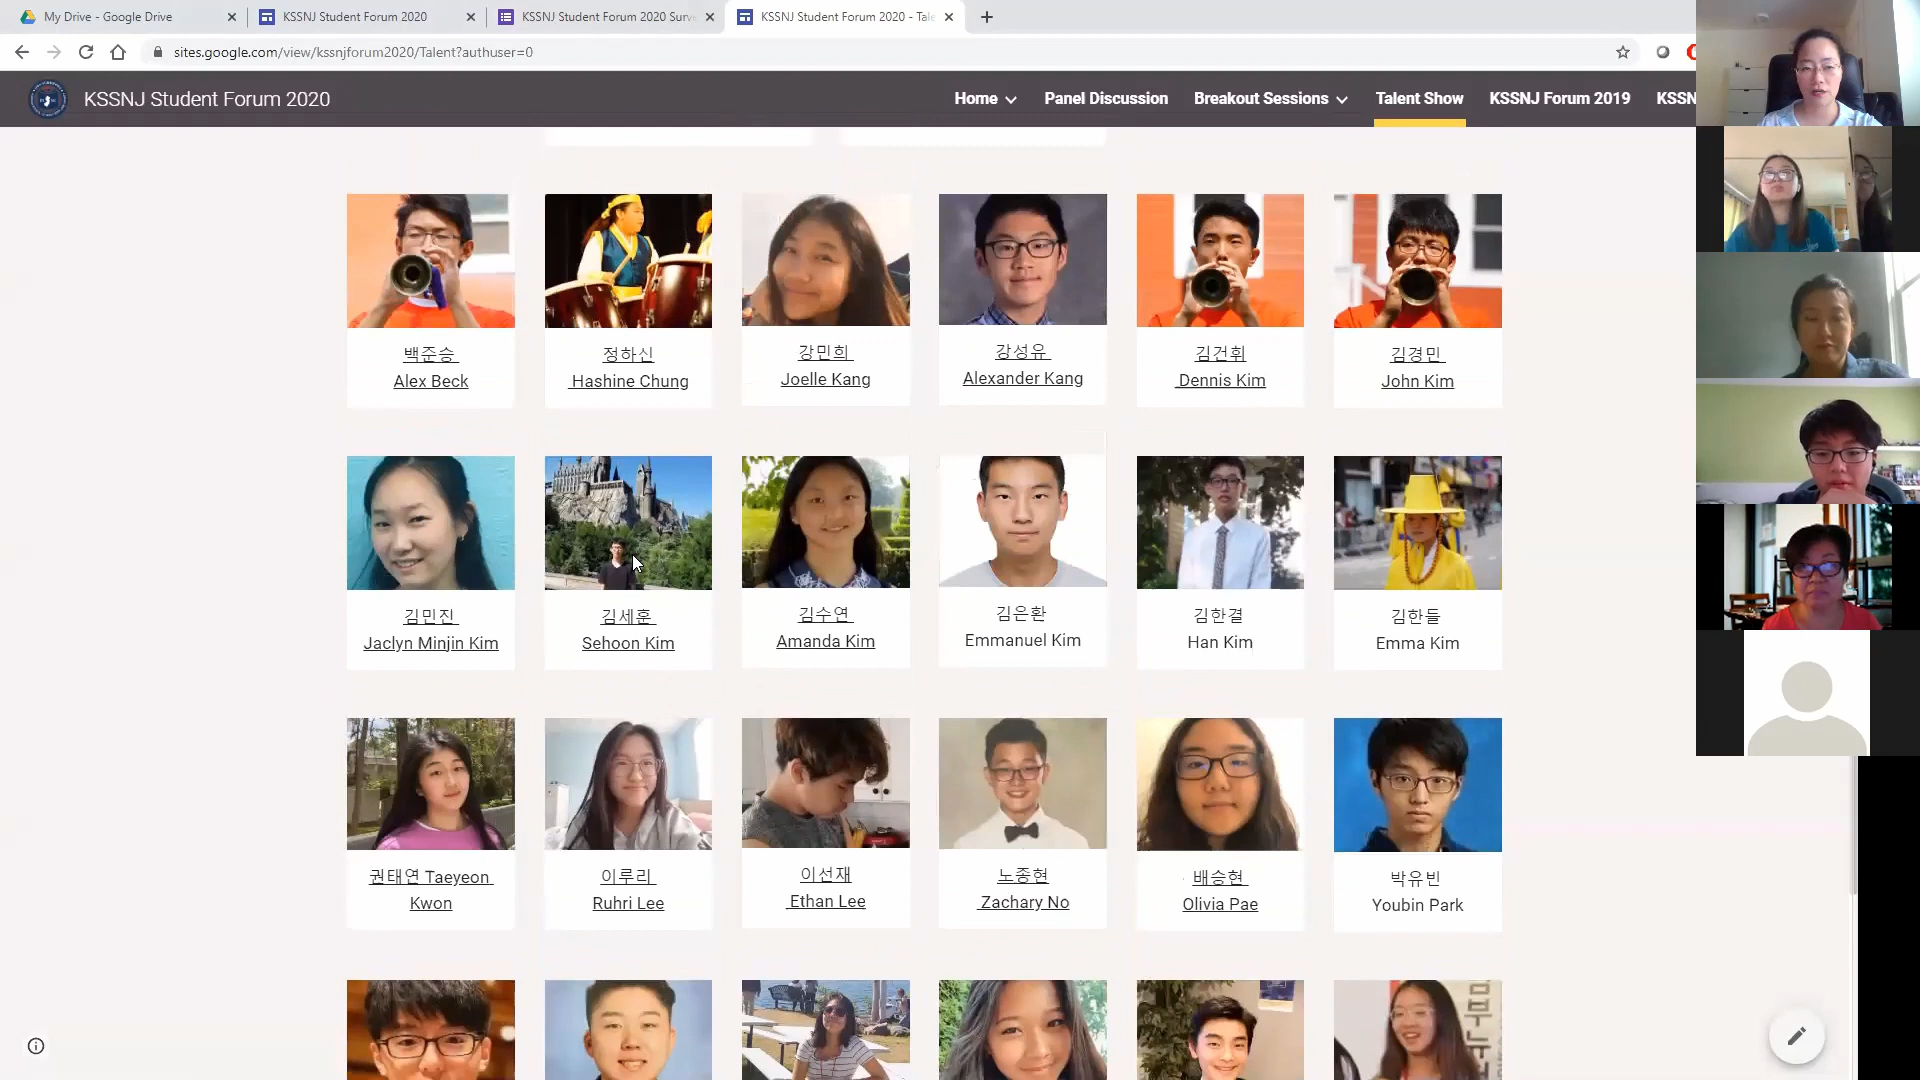 My Drive - Google Drive
KSSNJ Student Forum 2020
KSSNJ Student Forum 2020 Surv
KSSNJ Student Forum 2020 - Tale
sites.google.com/view/kssnjforum2020/Talent?authuser=0
KSSNJ Student Forum 2020
Home
Panel Discussion
Breakout Sessions
Talent Show
KSSNJ Forum 2019
KSSN
백준승
Alex Beck
정하신
Hashine Chung
강민희
Joelle Kang
강성유
Alexander Kang
김건휘
Dennis Kim
김경민
John Kim
김민진
Jaclyn Minjin Kim
김세훈
Sehoon Kim
김수연
Amanda Kim
김은환
Emmanuel Kim
김한결
Han Kim
김한들
Emma Kim
권태연 Taeyeon
Kwon
이루리
Ruhri Lee
이선재
Ethan Lee
노종현
Zachary No
배승현
Olivia Pae
박유빈
Youbin Park